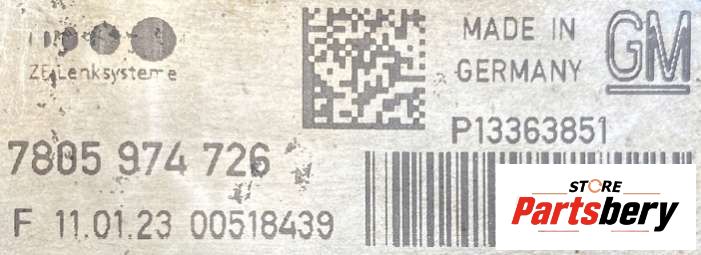 ZF Lenksysteme
MADE IN
GERMANY
GM
P13363851
7805 974 726
F 11.01.23 00518439
STORE
Partsbery